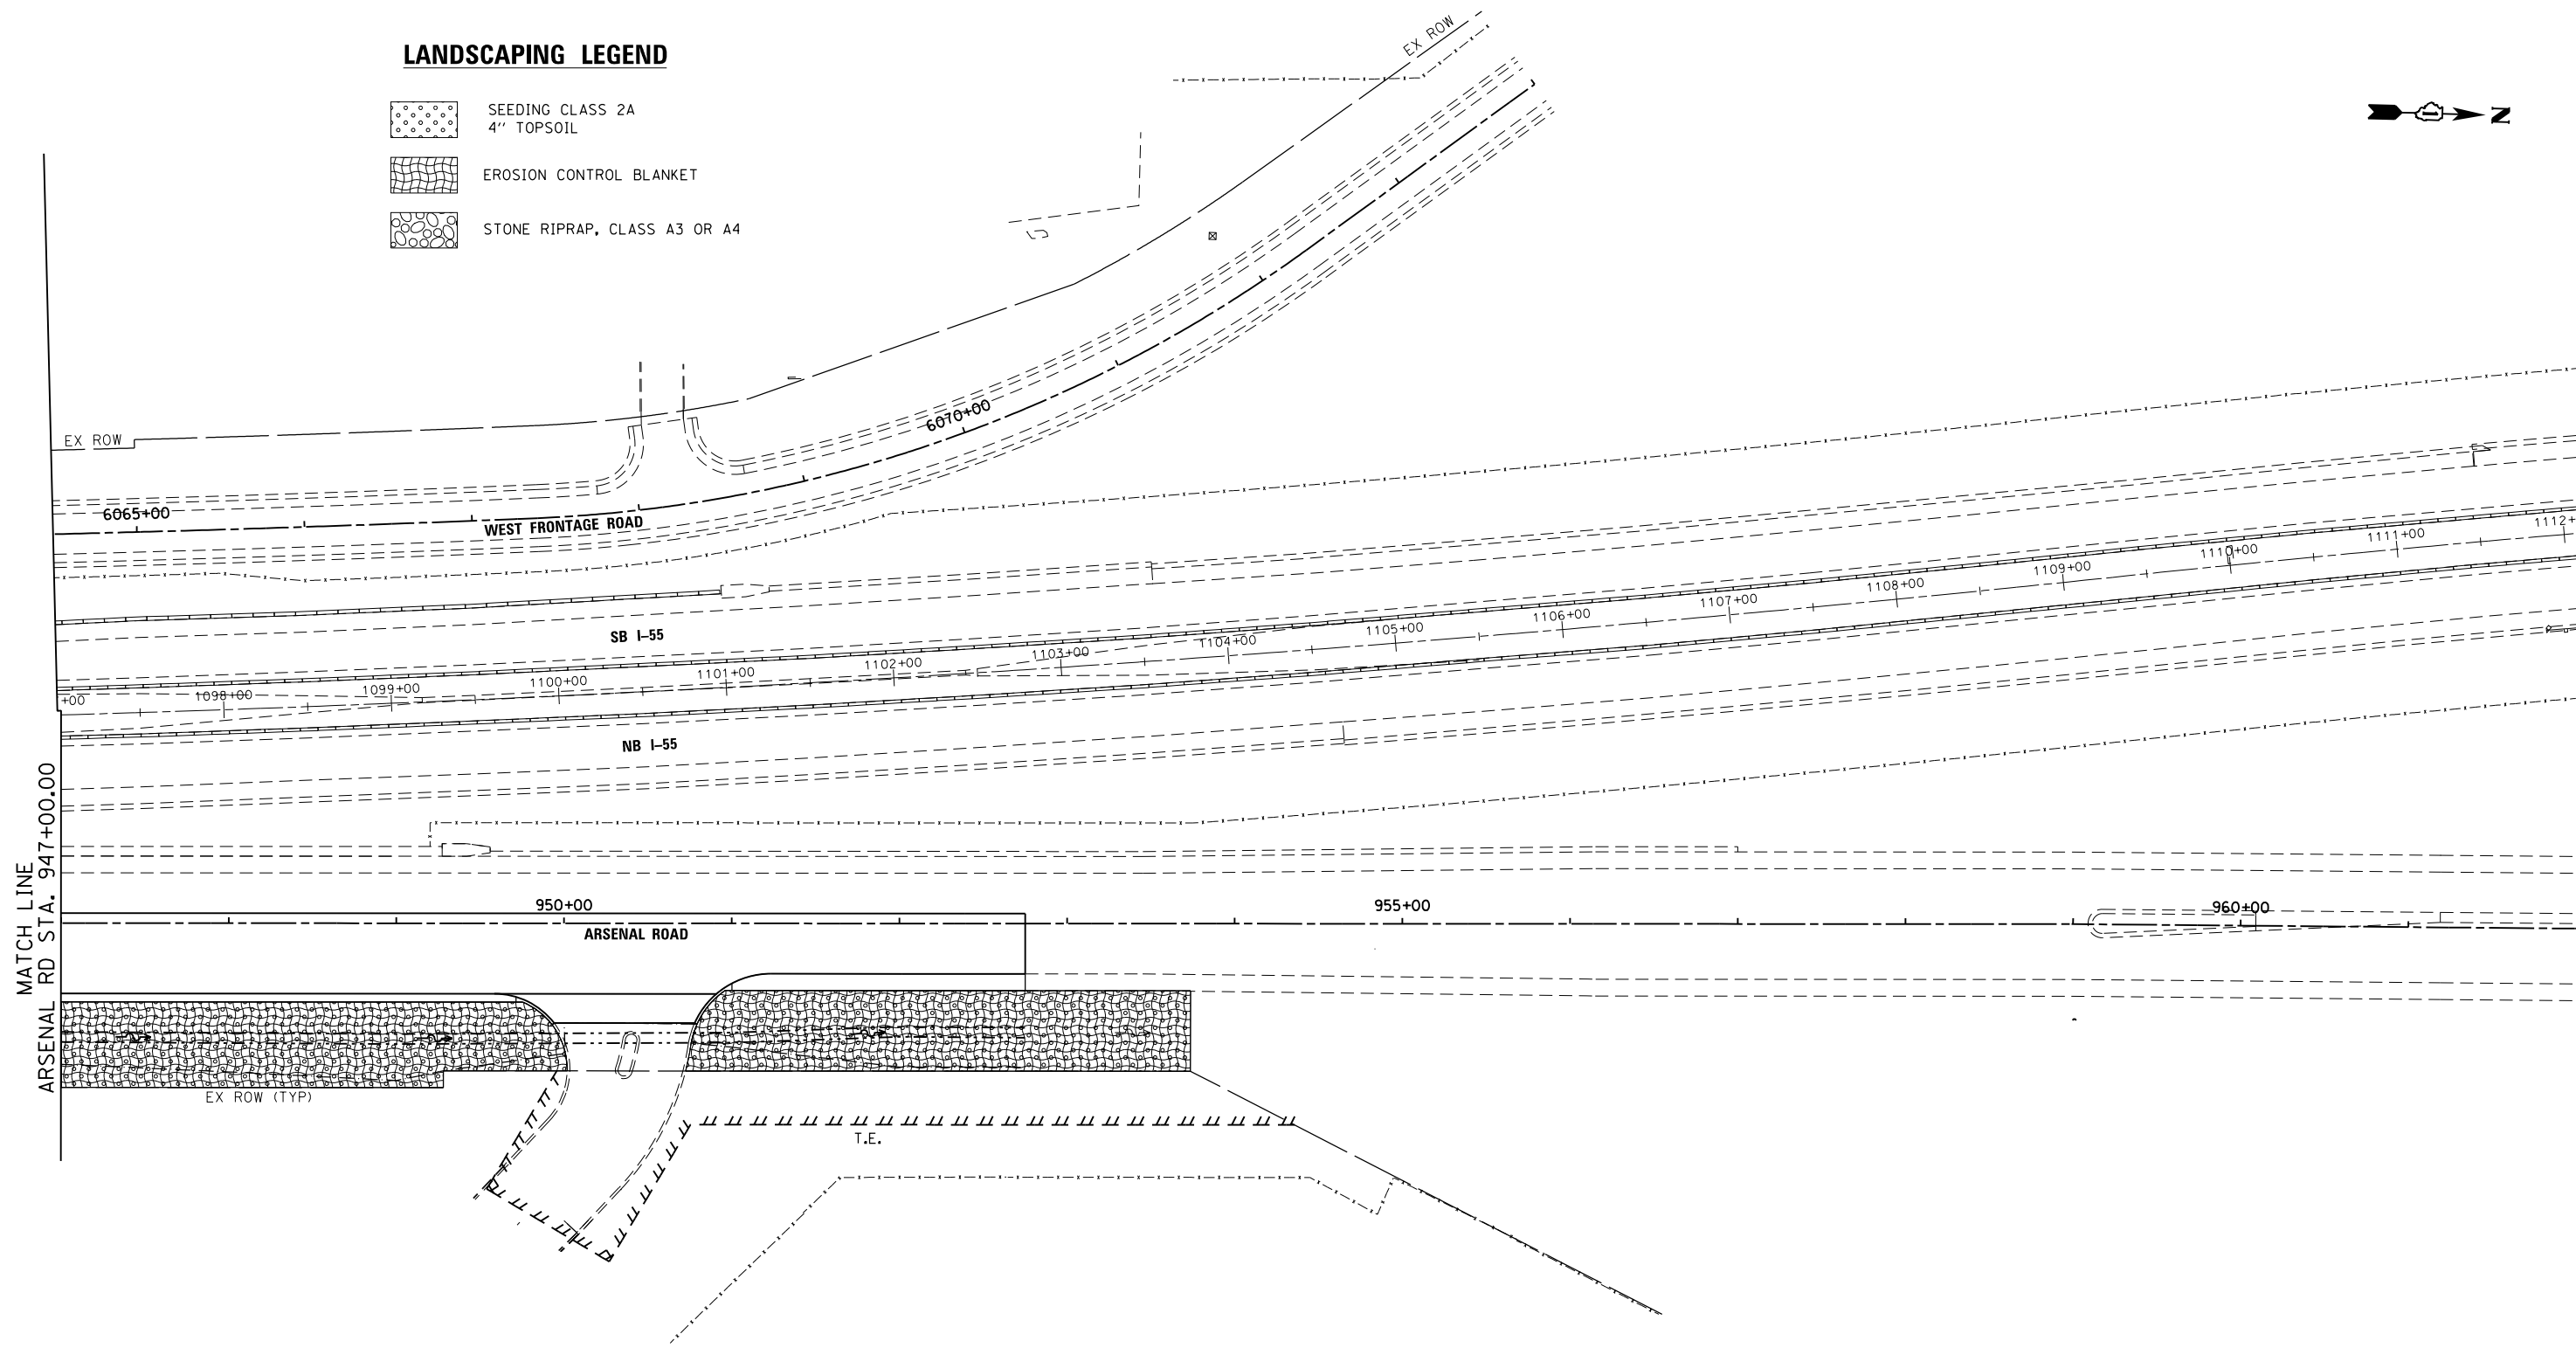 LANDSCAPING LEGEND
SEEDING CLASS 2A
4" TOPSOIL
EROSION CONTROL BLANKET
STONE RIPRAP, CLASS A3 OR A4
EX ROW
N
EX ROW
6065+00
WEST FRONTAGE ROAD
6070+00
SB I-55
+00
1098+00
1099+00
1100+00
1101+00
1102+00
1103+00
1104+00
1105+00
1106+00
1107+00
1108+00
1109+00
1110+00
1111+00
1112+
NB I-55
MATCH LINE
ARSENAL RD STA. 947+00.00
950+00
955+00
960+00
ARSENAL ROAD
EX ROW (TYP)
T.E.